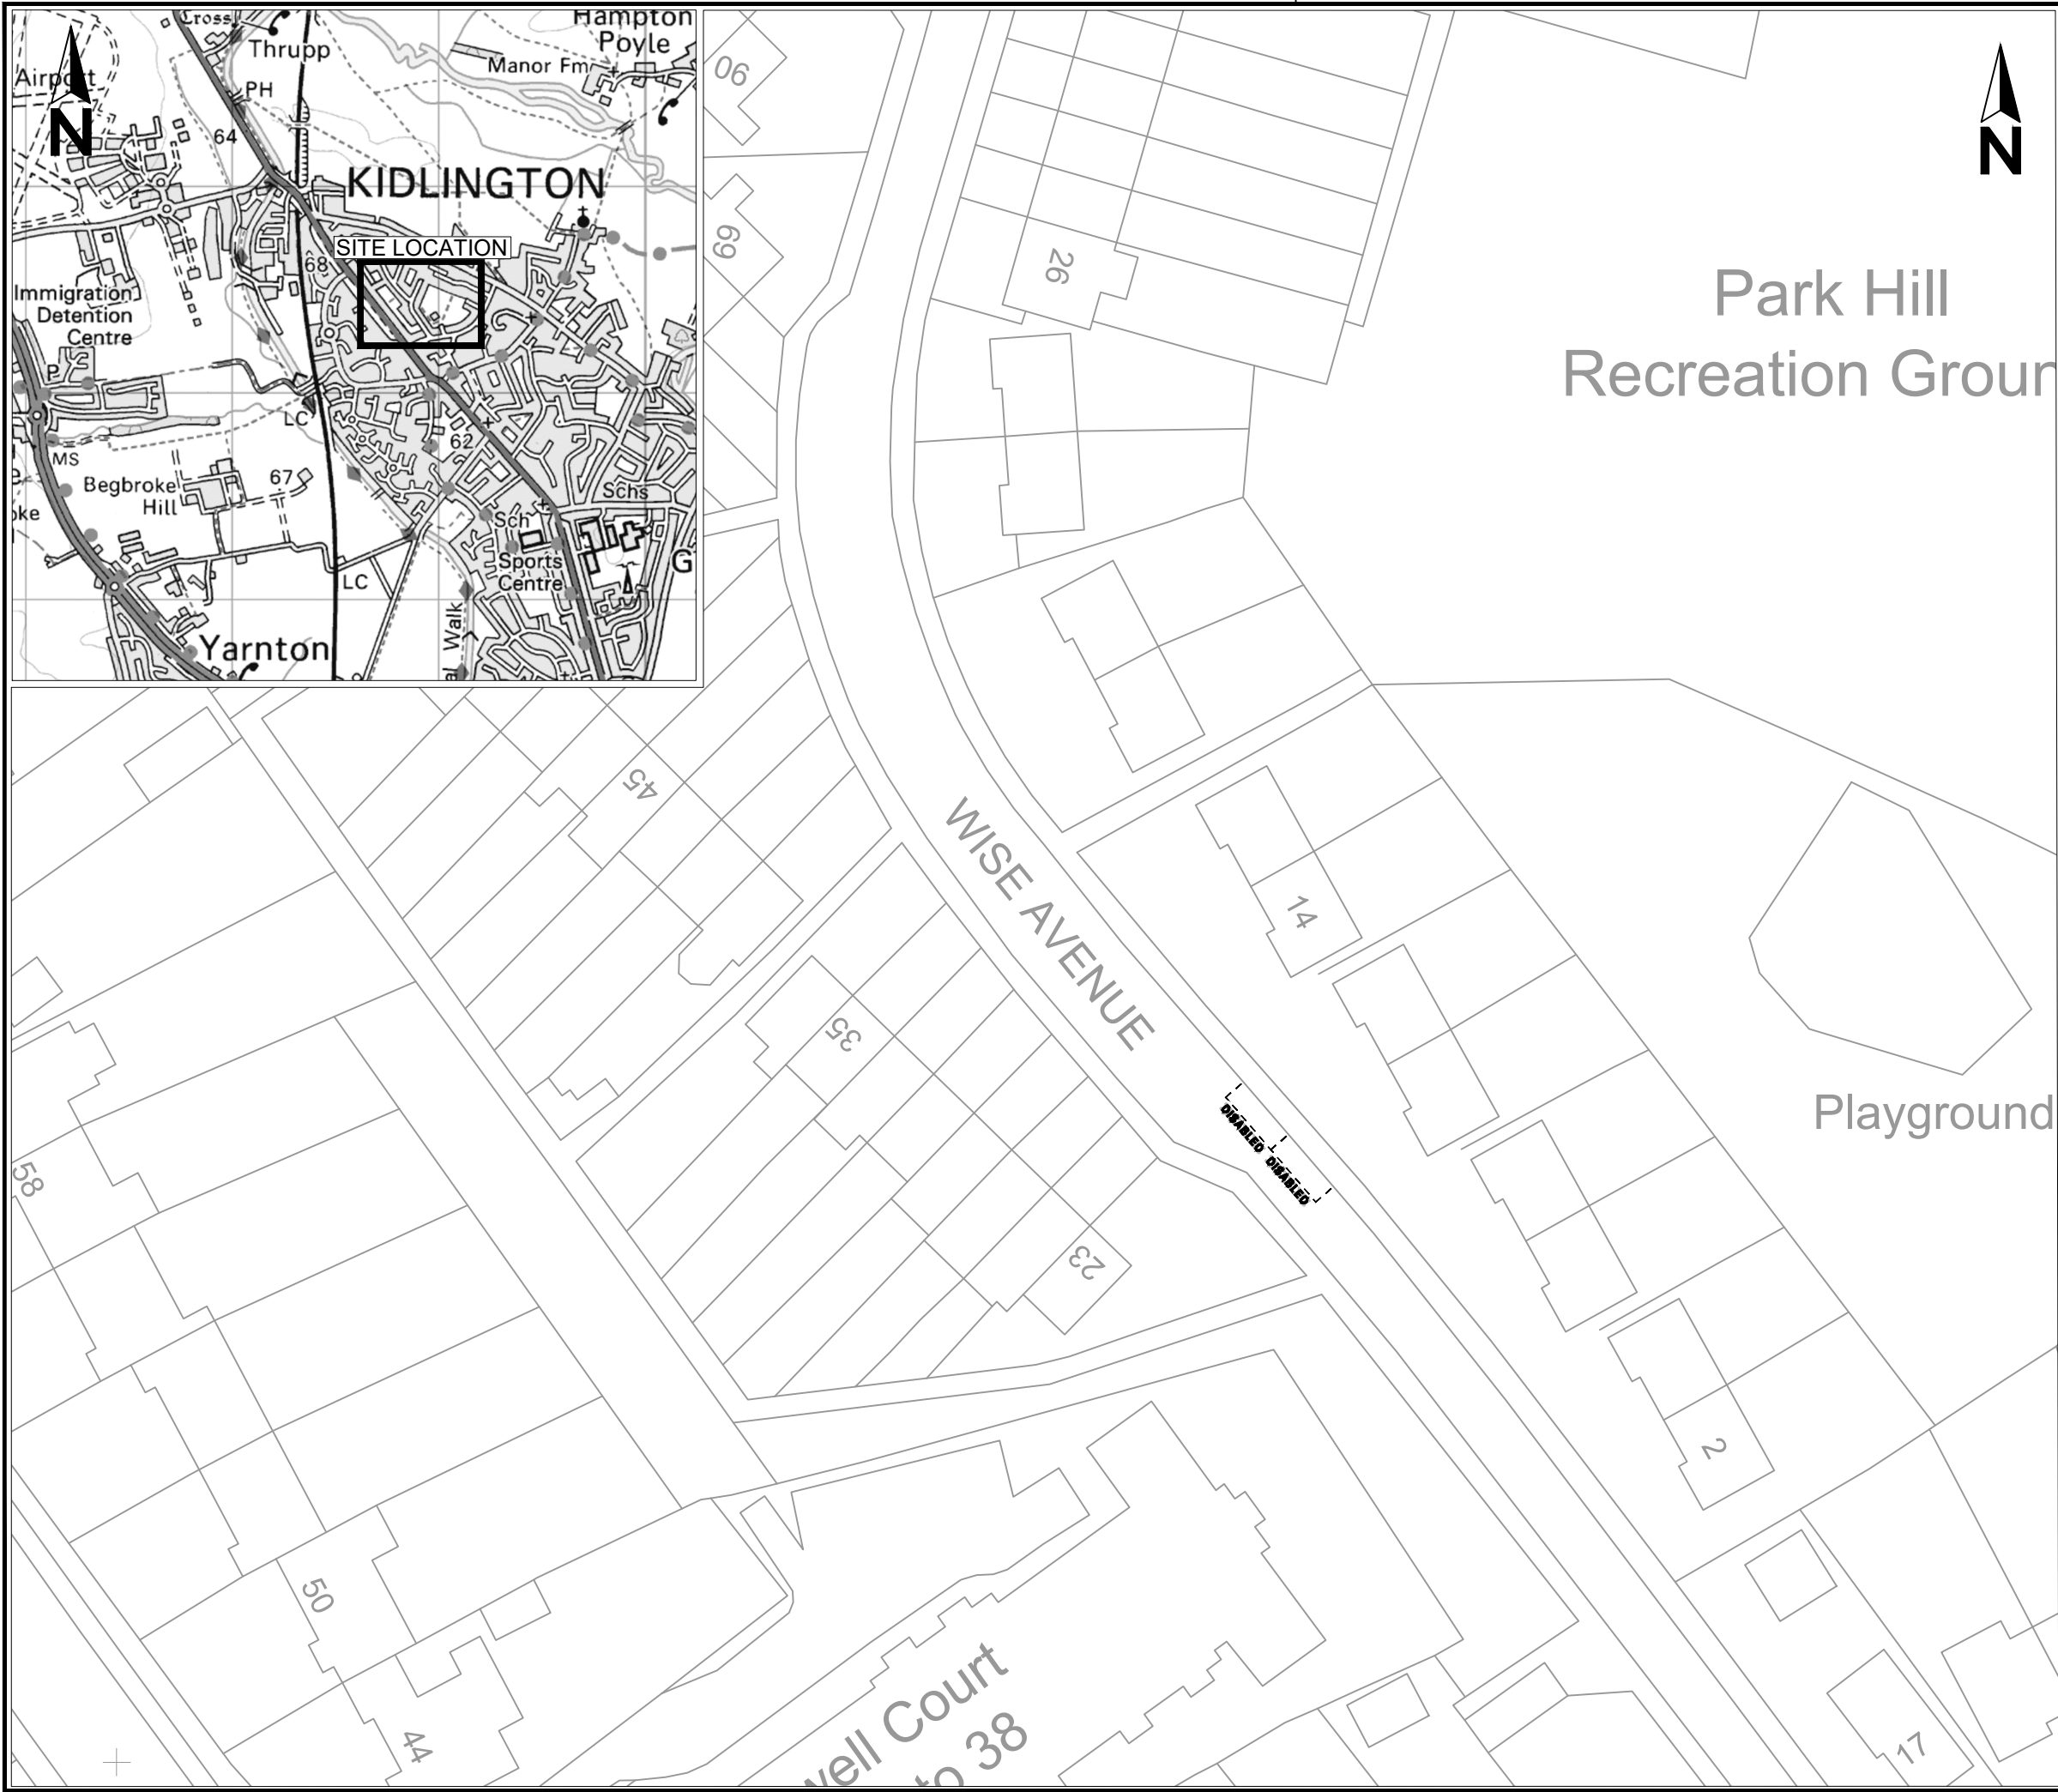 Cross
Thrupp
Hampton
Poyle
Manor Fm
Airport
N
PH
64
KIDLINGTON
SITE LOCATION
68
Immigration
Detention
Centre
P
LC
MS
62
Begbroke
Hill
67
oke
Schs
Sch
Sports
Centre
G
LC
Walk
Yarnton
N
60
69
26
Park Hill
Recreation Groun
45
WISE AVENUE
14
35
Playground
DISABLED
DISABLED
58
23
2
50
44
well Court
to 38
17